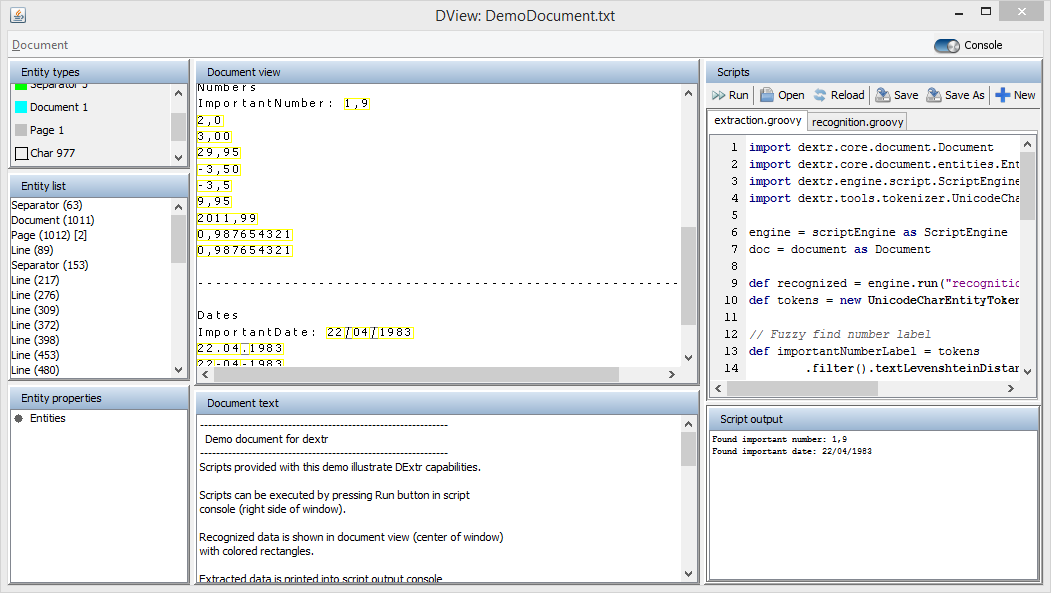 DView: DemoDocument.txt
Document
Console
Entity types
Separator 5
Document 1
Page 1
Char 977
Entity list
Separator (63)
Document (1011)
Page (1012) [2]
Line (89)
Separator (153)
Line (217)
Line (276)
Line (309)
Line (372)
Line (398)
Line (453)
Line (480)
Entity properties
Entities
Document view
Numbers
ImportantNumber: 1,9
2,0
3,00
29,95
-3,50
-3,5
9,95
2011,99
0,987654321
0,987654321
----------------------------------------
Dates
ImportantDate: 22/04/1983
22.04.1983
22-04-1983
Document text
--------------------------------------------------------------
Demo document for dextr
--------------------------------------------------------------
Scripts provided with this demo illustrate DExtr capabilities.
Scripts can be executed by pressing Run button in script
console (right side of window).
Recognized data is shown in document view (center of window)
with colored rectangles.
Extracted data is printed into script output console
Scripts
Run Open Reload Save Save As New
extraction.groovy recognition.groovy
1 import dextr.core.document.Document
2 import dextr.core.document.entities.Ent
3 import dextr.engine.script.ScriptEngine
4 import dextr.tools.tokenizer.UnicodeCha
5
6 engine = scriptEngine as ScriptEngine
7 doc = document as Document
8
9 def recognized = engine.run("recognitio
10 def tokens = new UnicodeCharEntityToken
11
12 // Fuzzy find number label
13 def importantNumberLabel = tokens
14 .filter().textLevenshteinDistan
Script output
Found important number: 1,9
Found important date: 22/04/1983